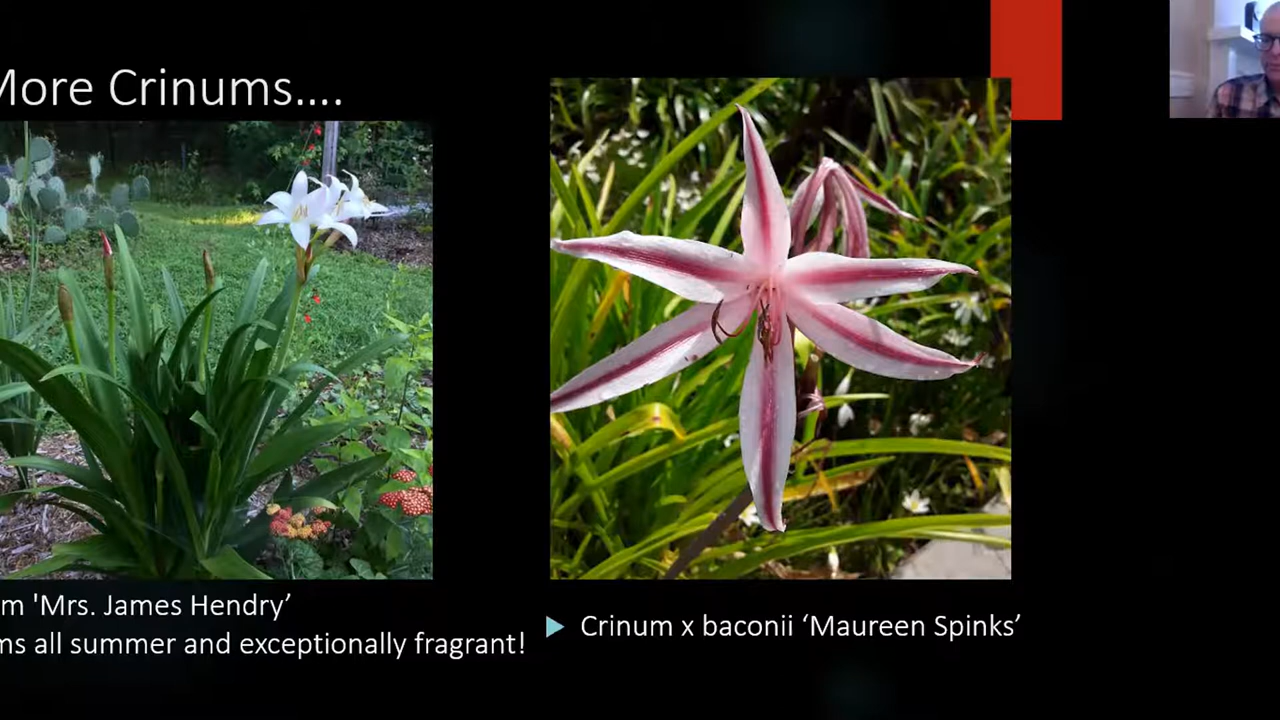 More Crinums....
m 'Mrs. James Hendry’
ms all summer and exceptionally fragrant!
Crinum x baconii ‘Maureen Spinks’